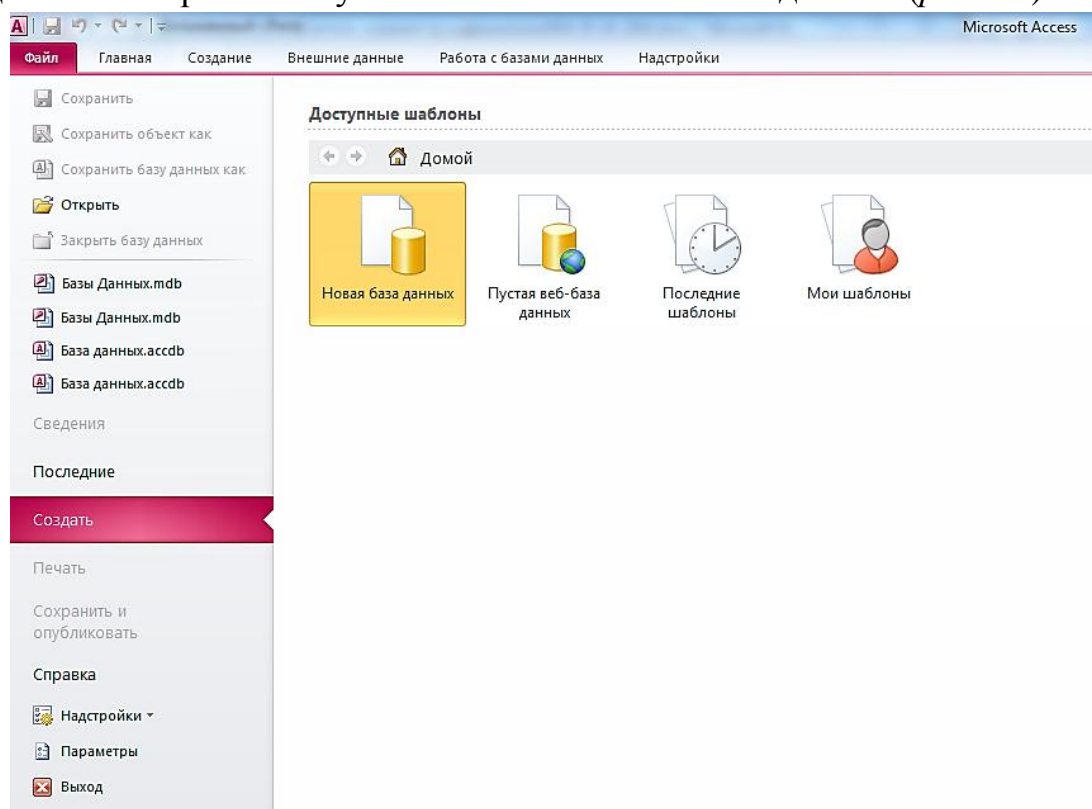 Microsoft Access
Файл Главная Создание Внешние данные Работа с базами данных Надстройки
Сохранить
Сохранить объект как
Сохранить базу данных как
Открыть
Закрыть базу данных
Базы Данных.mdb
Базы Данных.mdb
База данных.accdb
База данных.accdb
Сведения
Последние
Создать
Печать
Сохранить и
опубликовать
Справка
Надстройки
Параметры
Выход
Доступные шаблоны
Домой
Новая база данных
Пустая веб-база
данных
Последние
шаблоны
Мои шаблоны